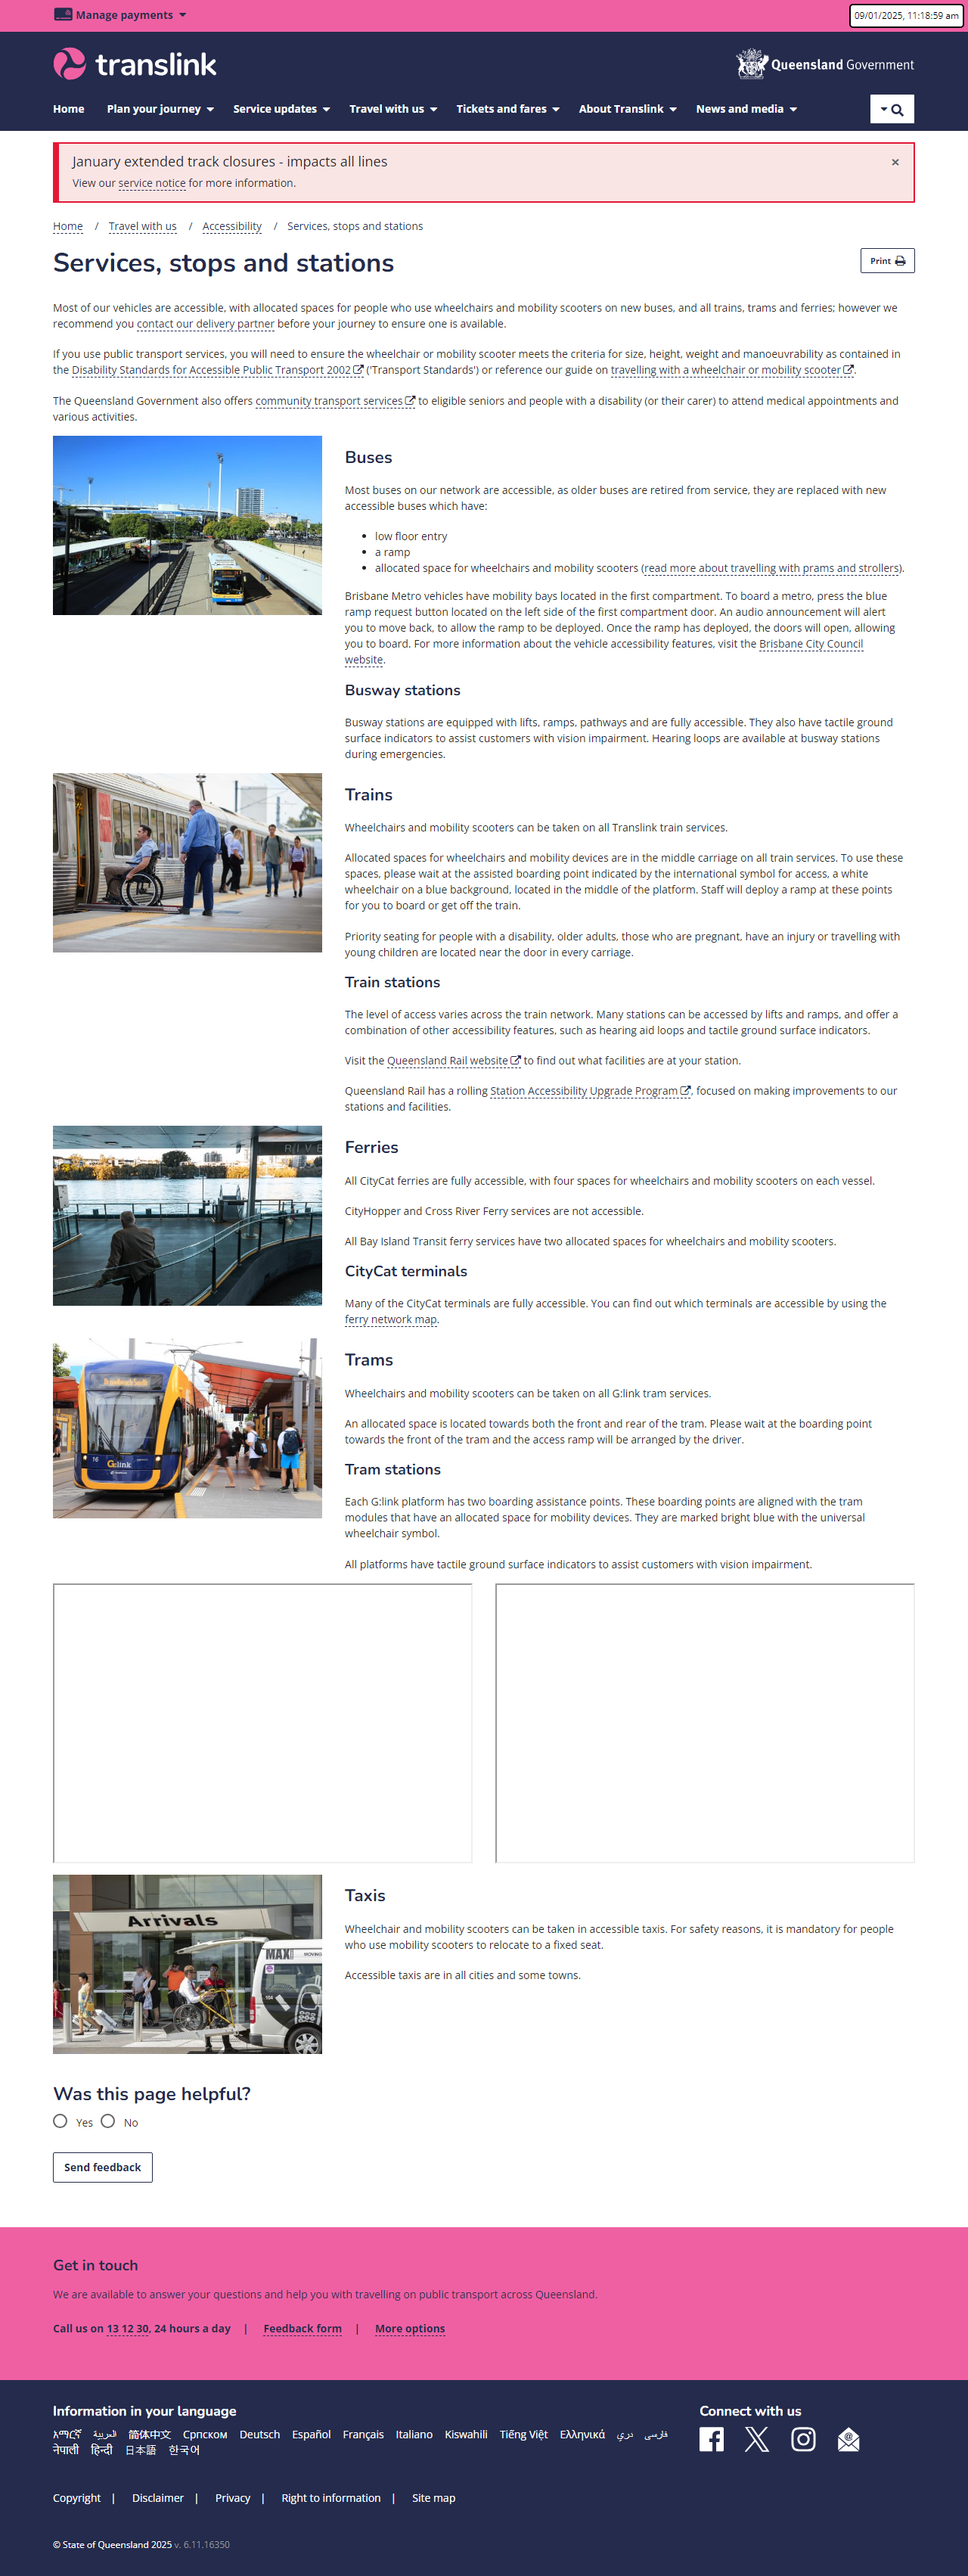 Manage payments
09/01/2025, 11:18:59 am
translink
Queensland Government
Home Plan your journey Service updates Travel with us Tickets and fares About Translink News and media
January extended track closures - impacts all lines
×
View our service notice for more information.
Home / Travel with us / Accessibility / Services, stops and stations
Services, stops and stations
Print
Most of our vehicles are accessible, with allocated spaces for people who use wheelchairs and mobility scooters on new buses, and all trains, trams and ferries; however we
recommend you contact our delivery partner before your journey to ensure one is available.
If you use public transport services, you will need to ensure the wheelchair or mobility scooter meets the criteria for size, height, weight and manoeuvrability as contained in
the Disability Standards for Accessible Public Transport 2002 ('Transport Standards') or reference our guide on travelling with a wheelchair or mobility scooter.
The Queensland Government also offers community transport services to eligible seniors and people with a disability (or their carer) to attend medical appointments and
various activities.
Buses
Most buses on our network are accessible, as older buses are retired from service, they are replaced with new
accessible buses which have:
• low floor entry
• a ramp
• allocated space for wheelchairs and mobility scooters (read more about travelling with prams and strollers).
Brisbane Metro vehicles have mobility bays located in the first compartment. To board a metro, press the blue
ramp request button located on the left side of the first compartment door. An audio announcement will alert
you to move back, to allow the ramp to be deployed. Once the ramp has deployed, the doors will open, allowing
you to board. For more information about the vehicle accessibility features, visit the Brisbane City Council
website.
Busway stations
Busway stations are equipped with lifts, ramps, pathways and are fully accessible. They also have tactile ground
surface indicators to assist customers with vision impairment. Hearing loops are available at busway stations
during emergencies.
Trains
Wheelchairs and mobility scooters can be taken on all Translink train services.
Allocated spaces for wheelchairs and mobility devices are in the middle carriage on all train services. To use these
spaces, please wait at the assisted boarding point indicated by the international symbol for access, a white
wheelchair on a blue background, located in the middle of the platform. Staff will deploy a ramp at these points
for you to board or get off the train.
Priority seating for people with a disability, older adults, those who are pregnant, have an injury or travelling with
young children are located near the door in every carriage.
Train stations
The level of access varies across the train network. Many stations can be accessed by lifts and ramps, and offer a
combination of other accessibility features, such as hearing aid loops and tactile ground surface indicators.
Visit the Queensland Rail website to find out what facilities are at your station.
Queensland Rail has a rolling Station Accessibility Upgrade Program, focused on making improvements to our
stations and facilities.
Ferries
All CityCat ferries are fully accessible, with four spaces for wheelchairs and mobility scooters on each vessel.
CityHopper and Cross River Ferry services are not accessible.
All Bay Island Transit ferry services have two allocated spaces for wheelchairs and mobility scooters.
CityCat terminals
Many of the CityCat terminals are fully accessible. You can find out which terminals are accessible by using the
ferry network map.
G:link
Trams
Wheelchairs and mobility scooters can be taken on all G:link tram services.
An allocated space is located towards both the front and rear of the tram. Please wait at the boarding point
towards the front of the tram and the access ramp will be arranged by the driver.
Tram stations
Each G:link platform has two boarding assistance points. These boarding points are aligned with the tram
modules that have an allocated space for mobility devices. They are marked bright blue with the universal
wheelchair symbol.
All platforms have tactile ground surface indicators to assist customers with vision impairment.
Arrivals
MAXI
Taxis
Wheelchair and mobility scooters can be taken in accessible taxis. For safety reasons, it is mandatory for people
who use mobility scooters to relocate to a fixed seat.
Accessible taxis are in all cities and some towns.
Was this page helpful?
Yes No
Send feedback
Get in touch
We are available to answer your questions and help you with travelling on public transport across Queensland.
Call us on 13 12 30, 24 hours a day | Feedback form | More options
Information in your language
አማርኛ العربية 简体中文 Српском Deutsch Español Français Italiano Kiswahili Tiếng Việt Ελληνικά دری فارسی
नेपाली हिन्दी 日本語 한국어
Connect with us
Copyright | Disclaimer | Privacy | Right to information | Site map
© State of Queensland 2025 v. 6.11.16350